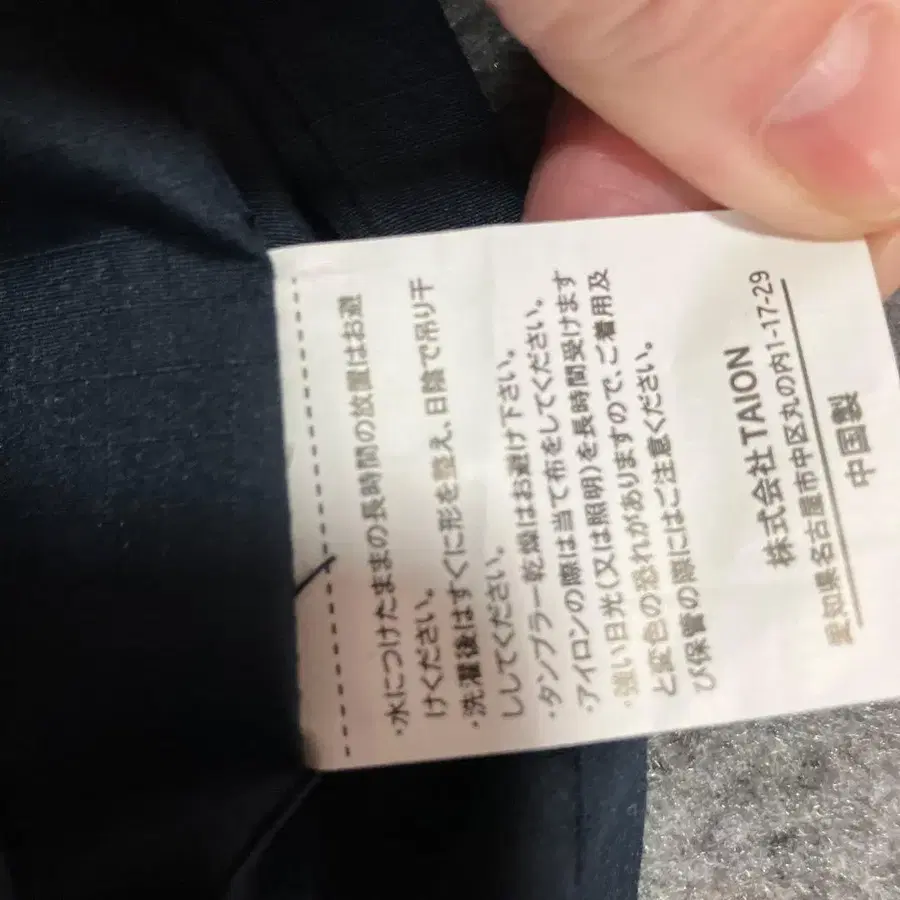 ・水につけたままの長時間の放置はお避
けください。
・洗濯後はすぐに形を整え、日陰で吊り干
ししてください。
・タンブラー乾燥はお避け下さい。
・アイロンの際は当て布をしてください。
・強い日光(又は照明)を長時間受けます
と変色の恐れがありますので、ご着用及
び保管の際にはご注意ください。
株式会社TAION
愛知県名古屋市中区丸の内1-17-29
中国製